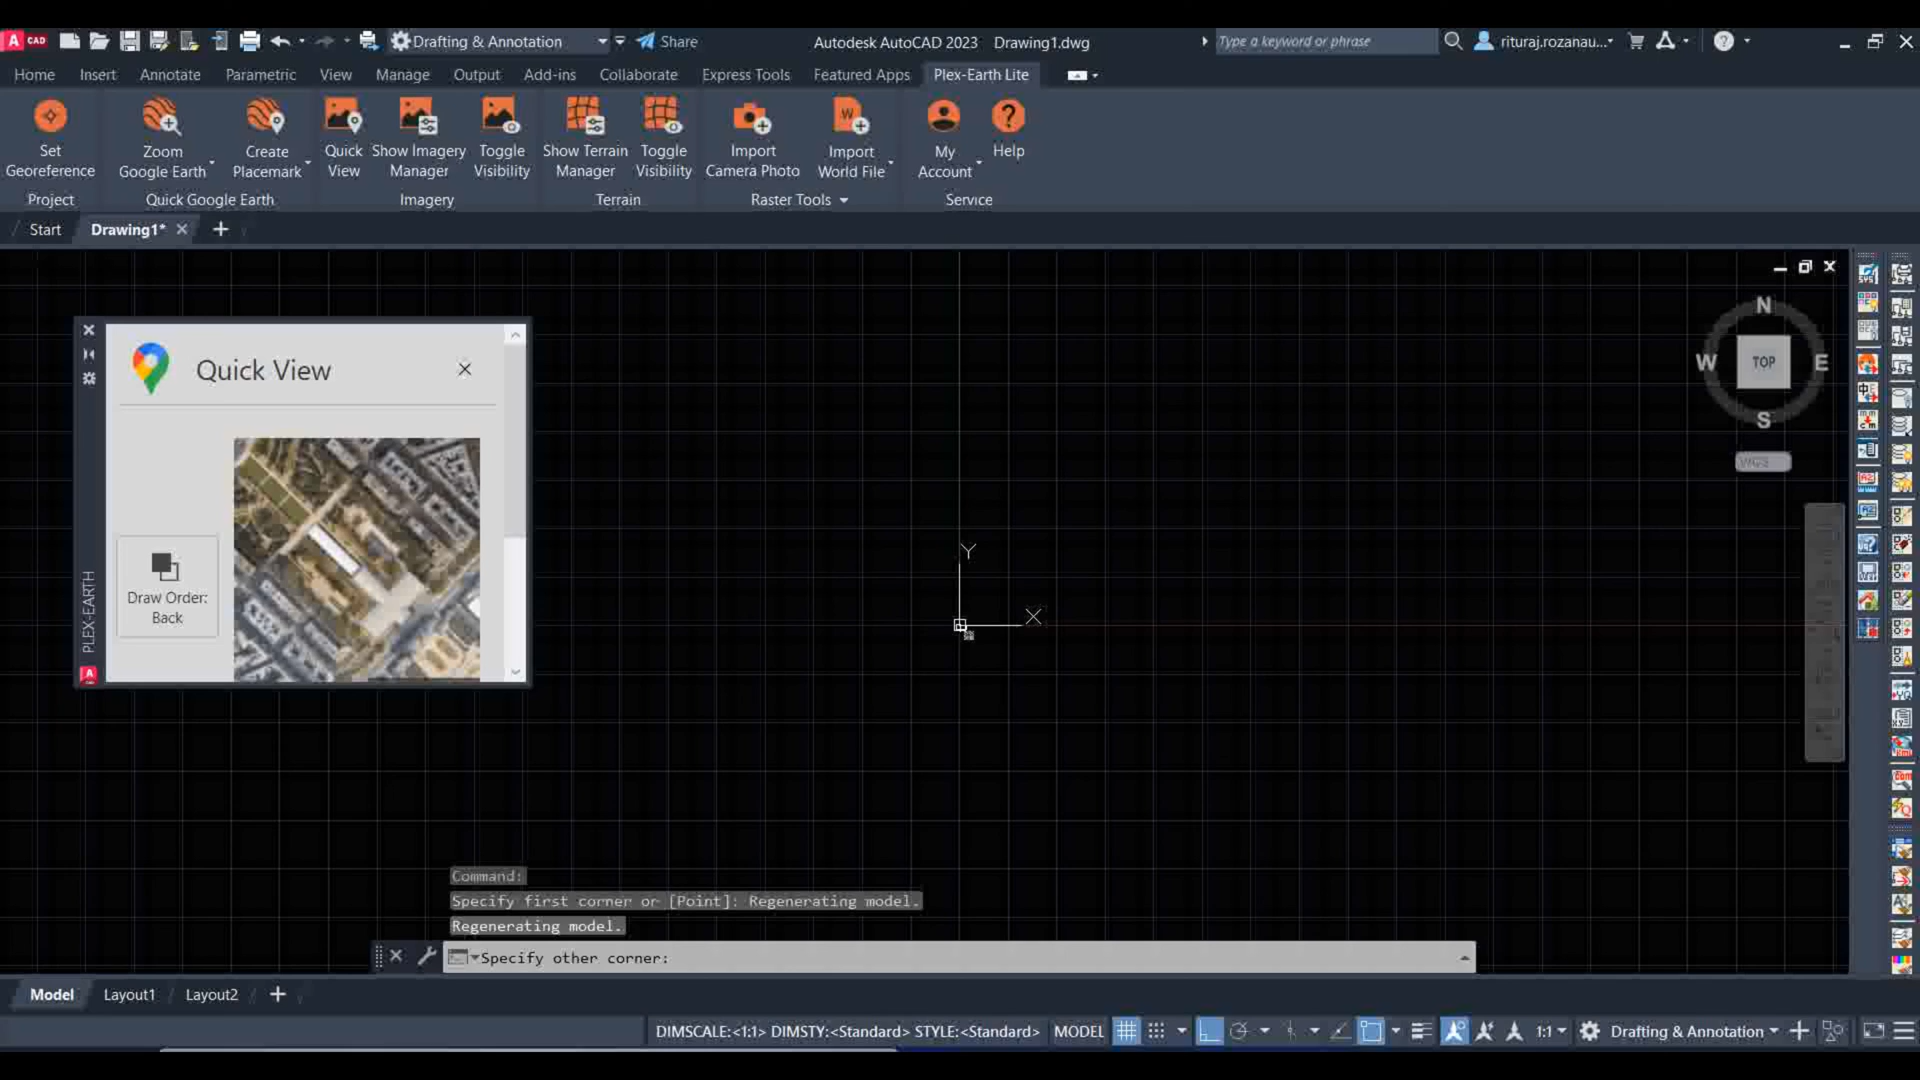 A CAD
Drafting & Annotation
Share
Autodesk AutoCAD 2023 Drawing1.dwg
Type a keyword or phrase
rituraj.rozanau...
Home Insert Annotate Parametric View Manage Output Add-ins Collaborate Express Tools Featured Apps Plex-Earth Lite
Set Georeference
Zoom Google Earth
Create Placemark
Quick View
Show Imagery Manager
Toggle Visibility
Show Terrain Manager
Toggle Visibility
Import Camera Photo
Import World File
My Account
Help
Project Quick Google Earth Imagery Terrain Raster Tools Service
Start Drawing1*
N
W TOP E
S
WCS
Quick View
Draw Order:
Back
PLEX-EARTH
Y
X
Command:
Specify first corner or [Point]: Regenerating model.
Regenerating model.
Specify other corner:
Model Layout1 Layout2
DIMSCALE:<1:1> DIMSTY:<Standard> STYLE:<Standard> MODEL 1:1 Drafting & Annotation